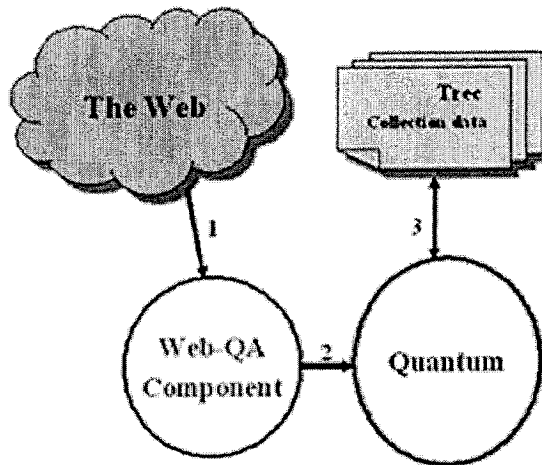 The Web
Trec
Collection data
1
3
Web-QA
Component
2
Quantum